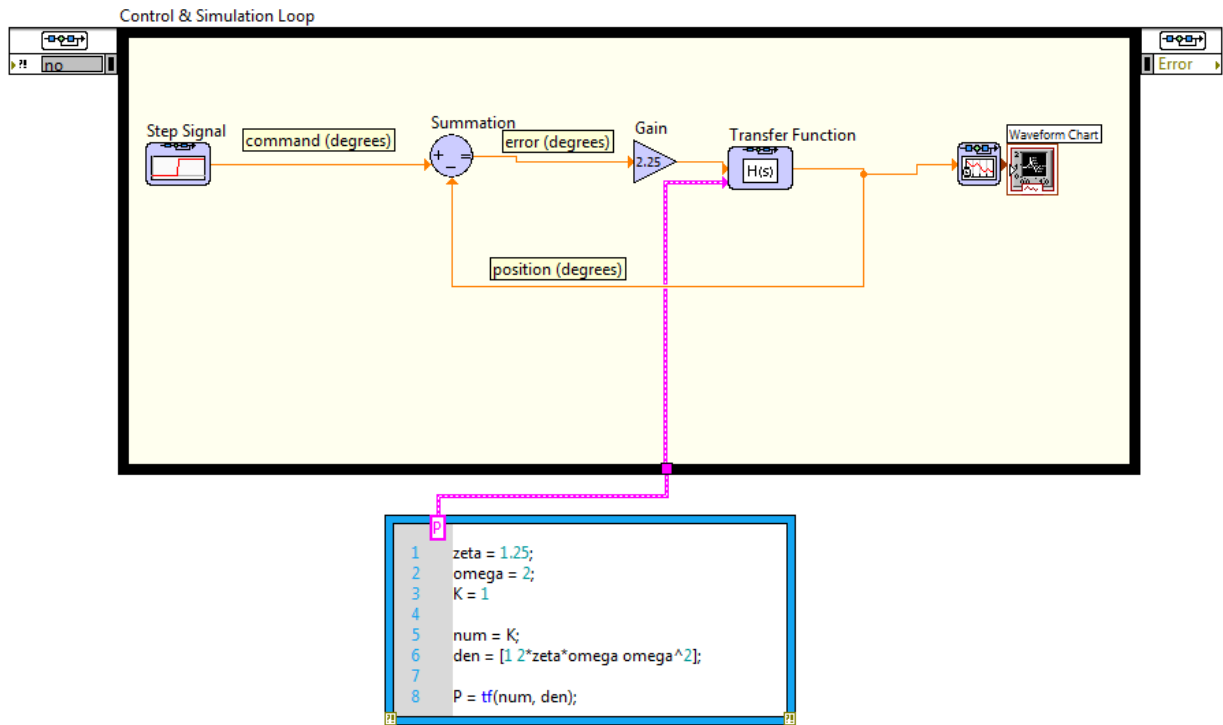 Control & Simulation Loop
?! no
Error
Step Signal
command (degrees)
Summation
+ − =
error (degrees)
Gain
2.25
Transfer Function
H(s)
Waveform Chart
position (degrees)
P
1 zeta = 1.25;
2 omega = 2;
3 K = 1
4
5 num = K;
6 den = [1 2*zeta*omega omega^2];
7
8 P = tf(num, den);
?! ?!